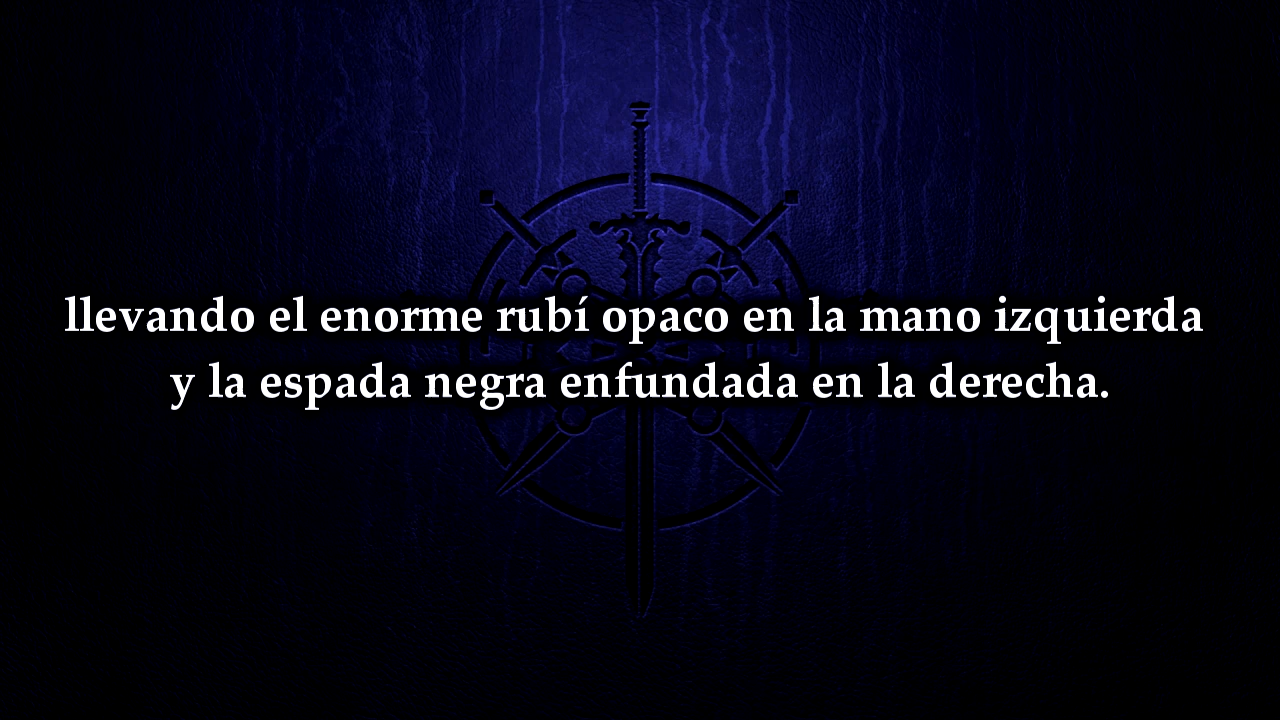 llevando el enorme rubí opaco en la mano izquierda
y la espada negra enfundada en la derecha.